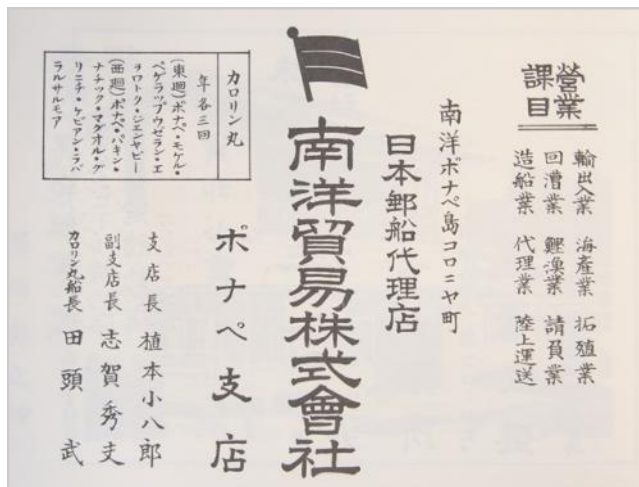 營業
課目
輸出入業 海産業 拓殖業
回漕業 鰹漁業 請負業
造船業 代理業 陸上運送
南洋ポナペ島コロニヤ町
日本郵船代理店
南洋貿易株式會社
ポナペ支店
支店長 植本小八郎
副支店長 志賀秀支
カロリン丸船長 田頭武
カロリン丸
年各三回
(東廻)ポナペ・モケル・
ペゲラップウゼラン・エ
ヲワトク・ジエンヤピー
(西廻)ポナペ・パキン・
ナチック・マグオル・グ
リニチ・ケピアン・ラバ
ラルサルモア